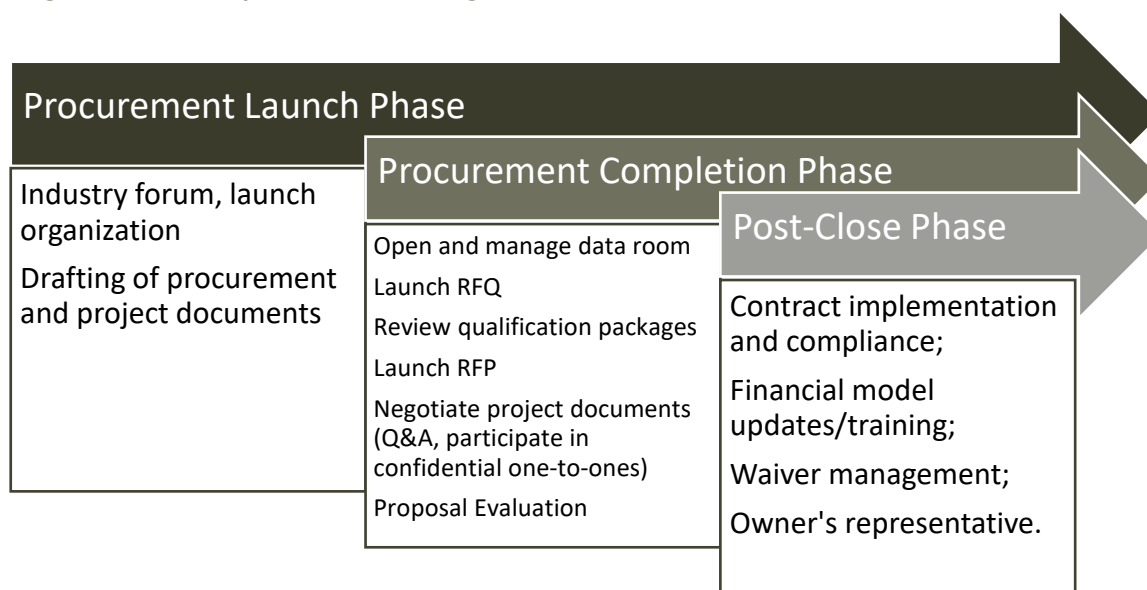 Procurement Launch Phase
Industry forum, launch
organization
Drafting of procurement
and project documents
Procurement Completion Phase
Open and manage data room
Launch RFQ
Review qualification packages
Launch RFP
Negotiate project documents
(Q&A, participate in
confidential one-to-ones)
Proposal Evaluation
Post-Close Phase
Contract implementation
and compliance;
Financial model
updates/training;
Waiver management;
Owner's representative.